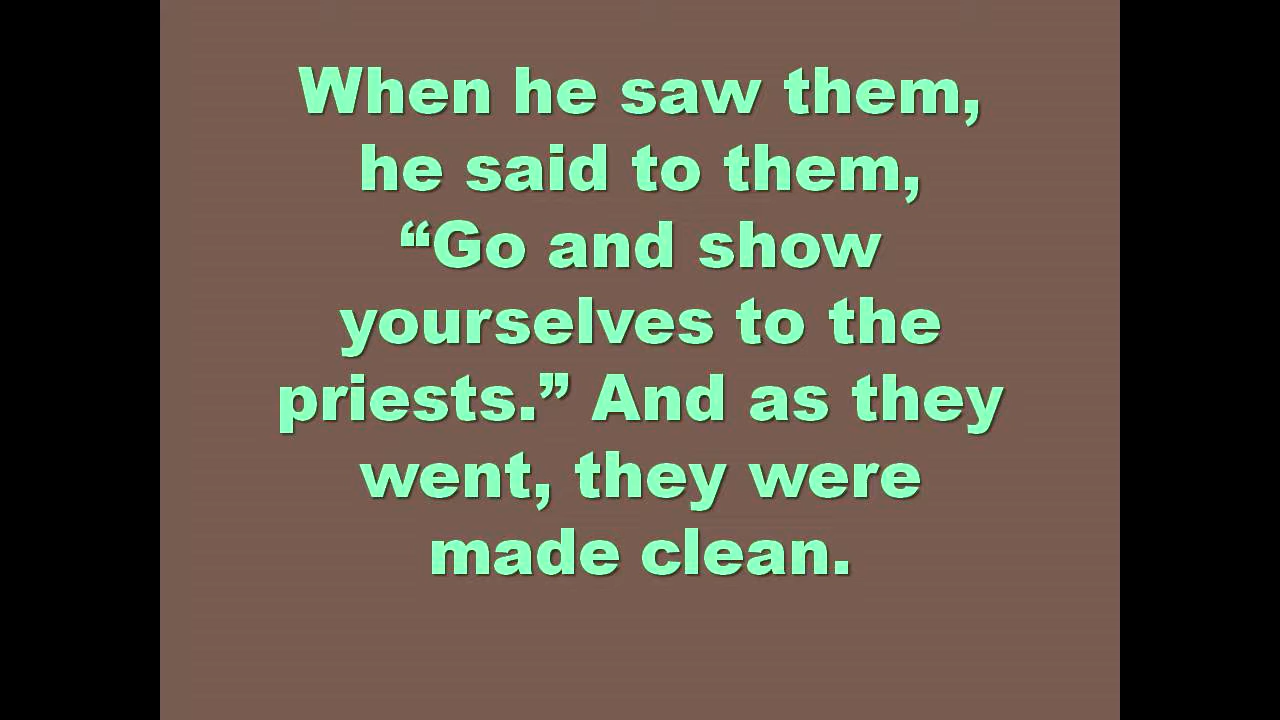 When he saw them,
he said to them,
“Go and show
yourselves to the
priests.” And as they
went, they were
made clean.